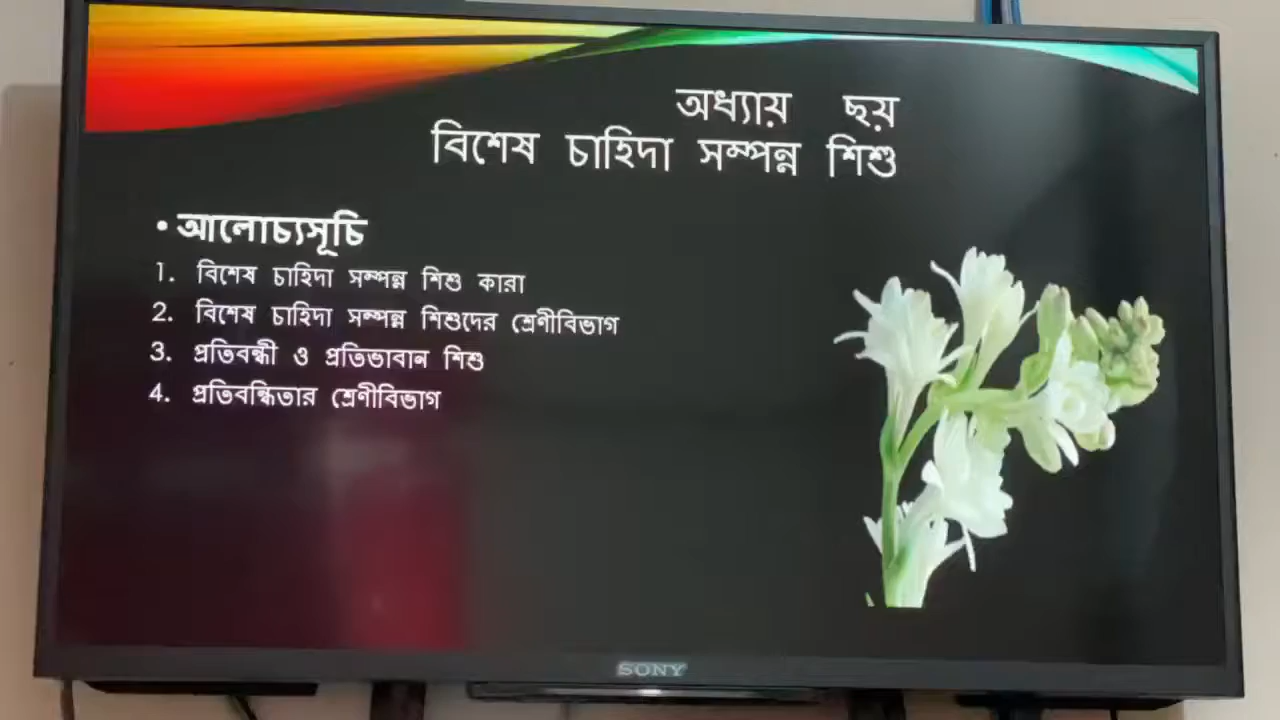 অধ্যায় ছয়
বিশেষ চাহিদা সম্পন্ন শিশু
• আলোচ্যসূচি
1. বিশেষ চাহিদা সম্পন্ন শিশু কারা
2. বিশেষ চাহিদা সম্পন্ন শিশুদের শ্রেণীবিভাগ
3. প্রতিবন্ধী ও প্রতিভাবান শিশু
4. প্রতিবন্ধিতার শ্রেণীবিভাগ
SONY